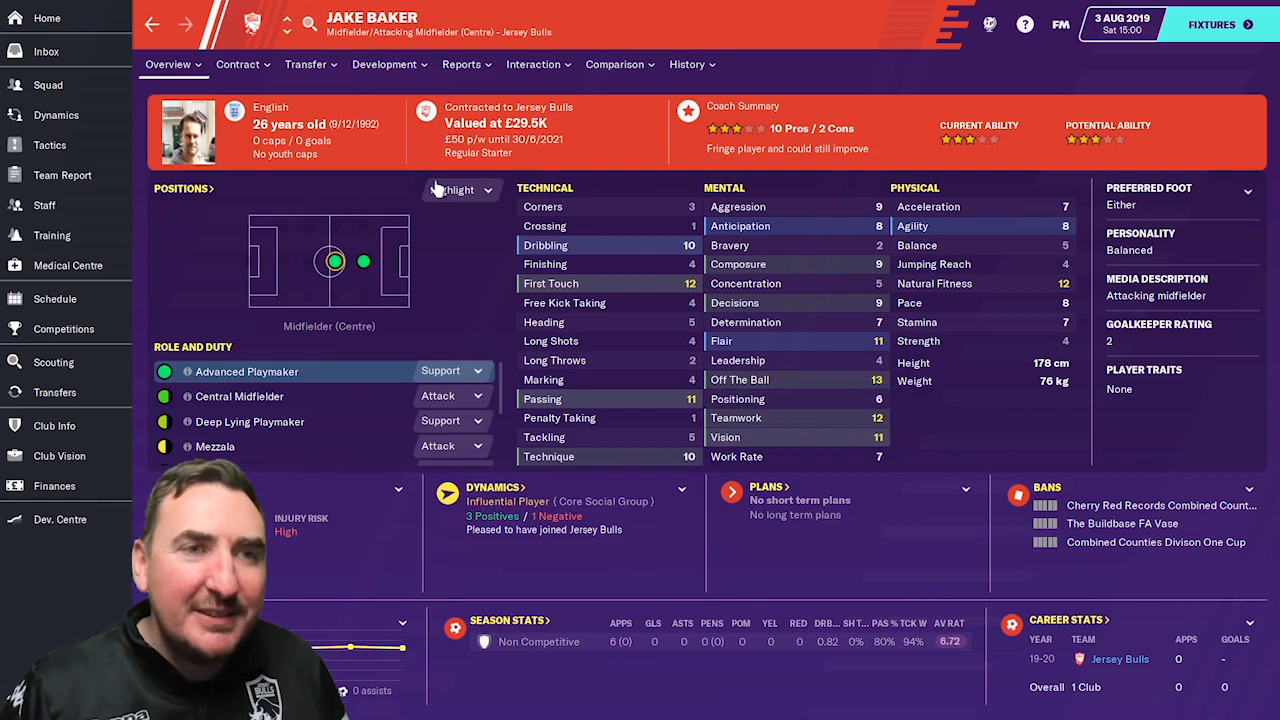 Home
Inbox
Squad
Dynamics
Tactics
Team Report
Staff
Training
Medical Centre
Schedule
Competitions
Scouting
Transfers
Club Info
Club Vision
Finances
Dev. Centre
JAKE BAKER
Midfielder/Attacking Midfielder (Centre) - Jersey Bulls
?
FM
3 AUG 2019
Sat 15:00
FIXTURES
Overview
Contract
Transfer
Development
Reports
Interaction
Comparison
History
English
26 years old (9/12/1992)
0 caps / 0 goals
No youth caps
Contracted to Jersey Bulls
Valued at £29.5K
£50 p/w until 30/6/2021
Regular Starter
Coach Summary
10 Pros / 2 Cons
Fringe player and could still improve
CURRENT ABILITY
POTENTIAL ABILITY
POSITIONS>
Midfielder (Centre)
ROLE AND DUTY
Advanced Playmaker Support
Central Midfielder Attack
Deep Lying Playmaker Support
Mezzala Attack
TECHNICAL
Corners 3
Crossing 1
Dribbling 10
Finishing 4
First Touch 12
Free Kick Taking 4
Heading 5
Long Shots 4
Long Throws 2
Marking 4
Passing 11
Penalty Taking 1
Tackling 5
Technique 10
MENTAL
Aggression 9
Anticipation 8
Bravery 2
Composure 9
Concentration 5
Decisions 9
Determination 7
Flair 11
Leadership 4
Off The Ball 13
Positioning 6
Teamwork 12
Vision 11
Work Rate 7
PHYSICAL
Acceleration 7
Agility 8
Balance 5
Jumping Reach 4
Natural Fitness 12
Pace 8
Stamina 7
Strength 4
Height 178 cm
Weight 76 kg
PREFERRED FOOT
Either
PERSONALITY
Balanced
MEDIA DESCRIPTION
Attacking midfielder
GOALKEEPER RATING
2
PLAYER TRAITS
None
INJURY RISK
High
DYNAMICS>
Influential Player ( Core Social Group )
3 Positives / 1 Negative
Pleased to have joined Jersey Bulls
PLANS>
No short term plans
No long term plans
BANS
Cherry Red Records Combined Count...
The Buildbase FA Vase
Combined Counties Divison One Cup
0 assists
SEASON STATS>
APPS GLS ASTS PENS POM YEL RED DRB... SH T... PAS % TCK W AV RAT
Non Competitive 6 (0) 0 0 0 (0) 0 0 0 0.82 0% 80% 94% 6.72
CAREER STATS>
YEAR TEAM APPS GOALS
19-20 Jersey Bulls 0 -
Overall 1 Club 0 0
BULLS